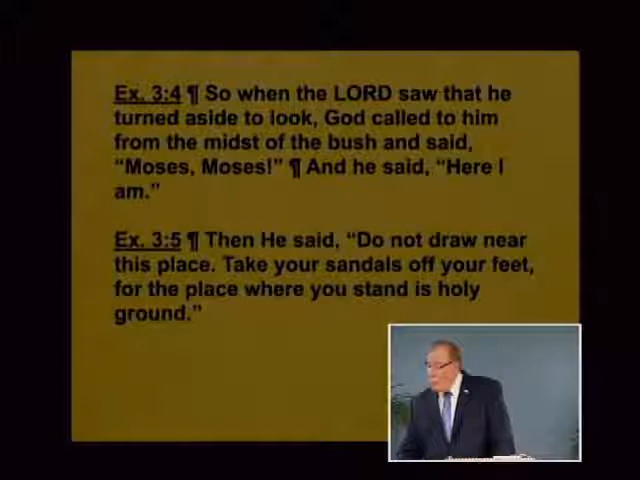 Ex. 3:4 ¶ So when the LORD saw that he
turned aside to look, God called to him
from the midst of the bush and said,
“Moses, Moses!” ¶ And he said, “Here I
am.”
Ex. 3:5 ¶ Then He said, “Do not draw near
this place. Take your sandals off your feet,
for the place where you stand is holy
ground.”